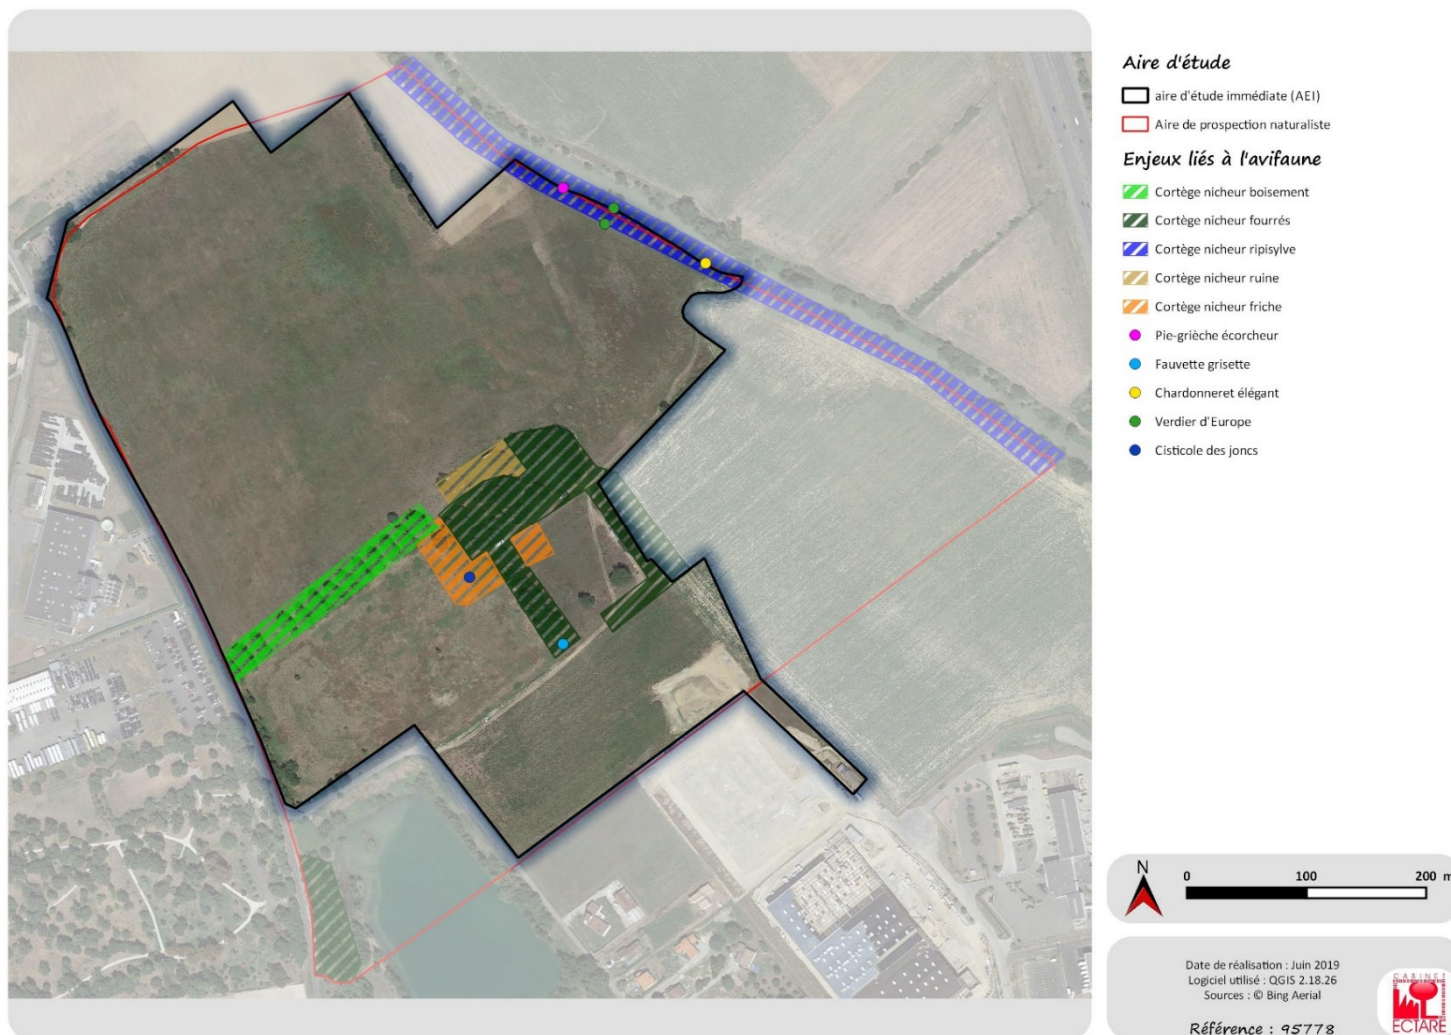 Aire d'étude
aire d'étude immédiate (AEI)
Aire de prospection naturaliste
Enjeux liés à l'avifaune
Cortège nicheur boisement
Cortège nicheur fourrés
Cortège nicheur ripisylve
Cortège nicheur ruine
Cortège nicheur friche
Pie-grièche écorcheur
Fauvette grisette
Chardonneret élégant
Verdier d'Europe
Cisticole des joncs
N
0 100 200 m
Date de réalisation : Juin 2019
Logiciel utilisé : QGIS 2.18.26
Sources : © Bing Aerial
Référence : 95778
CABINET
ECTARE